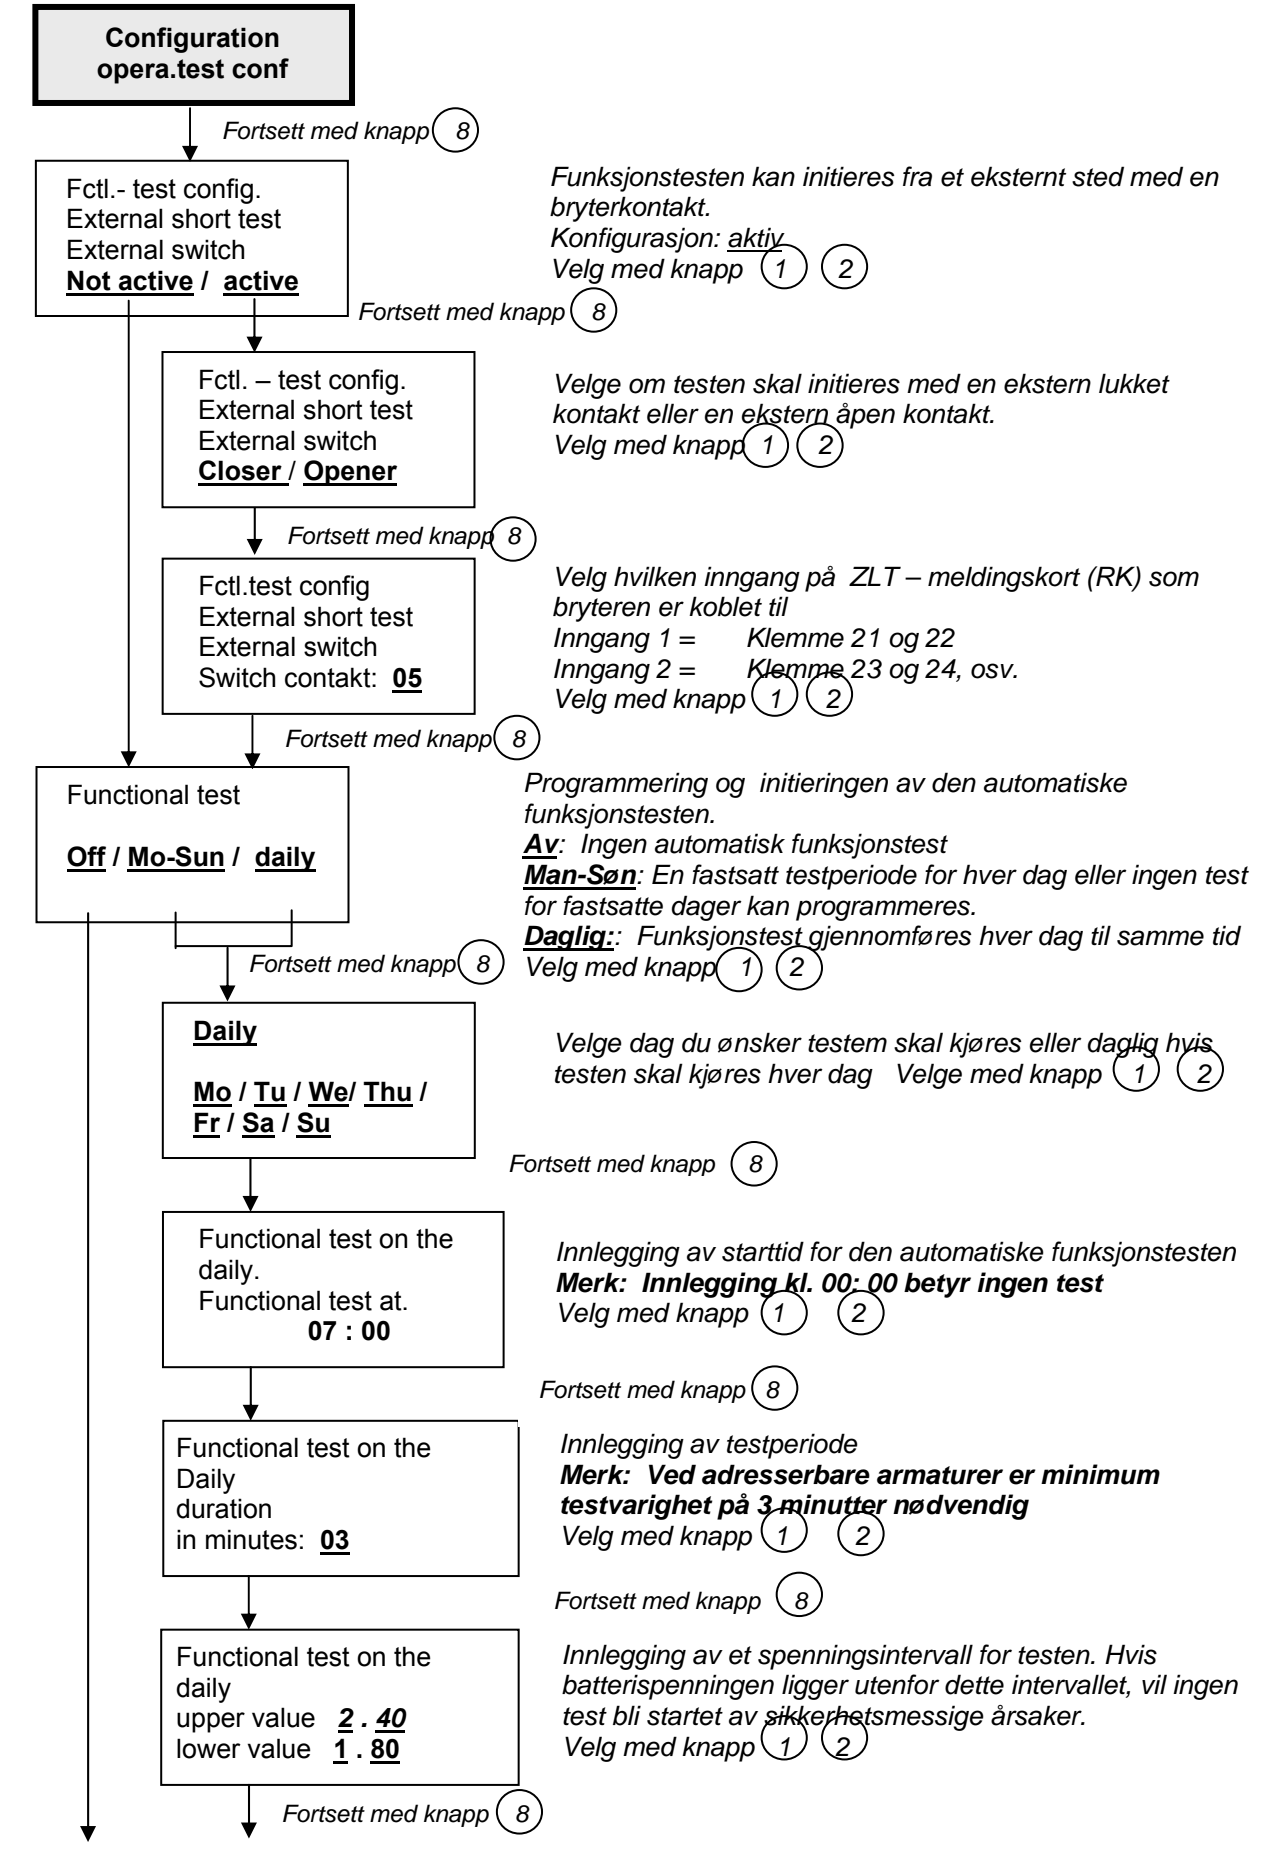 Configuration
opera.test conf
Fortsett med knapp 8
Fctl.- test config.
External short test
External switch
Not active / active
Funksjonstesten kan initieres fra et eksternt sted med en
bryterkontakt.
Konfigurasjon: aktiv
Velg med knapp 1 2
Fortsett med knapp 8
Fctl. – test config.
External short test
External switch
Closer / Opener
Velge om testen skal initieres med en ekstern lukket
kontakt eller en ekstern åpen kontakt.
Velg med knapp 1 2
Fortsett med knapp 8
Fctl.test config
External short test
External switch
Switch contakt: 05
Velg hvilken inngang på ZLT – meldingskort (RK) som
bryteren er koblet til
Inngang 1 = Klemme 21 og 22
Inngang 2 = Klemme 23 og 24, osv.
Velg med knapp 1 2
Fortsett med knapp 8
Functional test
Off / Mo-Sun / daily
Programmering og initieringen av den automatiske
funksjonstesten.
Av: Ingen automatisk funksjonstest
Man-Søn: En fastsatt testperiode for hver dag eller ingen test
for fastsatte dager kan programmeres.
Daglig:: Funksjonstest gjennomføres hver dag til samme tid
Velg med knapp 1 2
Fortsett med knapp 8
Daily
Mo / Tu / We/ Thu /
Fr / Sa / Su
Velge dag du ønsker testem skal kjøres eller daglig hvis
testen skal kjøres hver dag Velge med knapp 1 2
Fortsett med knapp 8
Functional test on the
daily.
Functional test at.
07 : 00
Innlegging av starttid for den automatiske funksjonstesten
Merk: Innlegging kl. 00: 00 betyr ingen test
Velg med knapp 1 2
Fortsett med knapp 8
Functional test on the
Daily
duration
in minutes: 03
Innlegging av testperiode
Merk: Ved adresserbare armaturer er minimum
testvarighet på 3 minutter nødvendig
Velg med knapp 1 2
Fortsett med knapp 8
Functional test on the
daily
upper value 2 . 40
lower value 1 . 80
Innlegging av et spenningsintervall for testen. Hvis
batterispenningen ligger utenfor dette intervallet, vil ingen
test bli startet av sikkerhetsmessige årsaker.
Velg med knapp 1 2
Fortsett med knapp 8